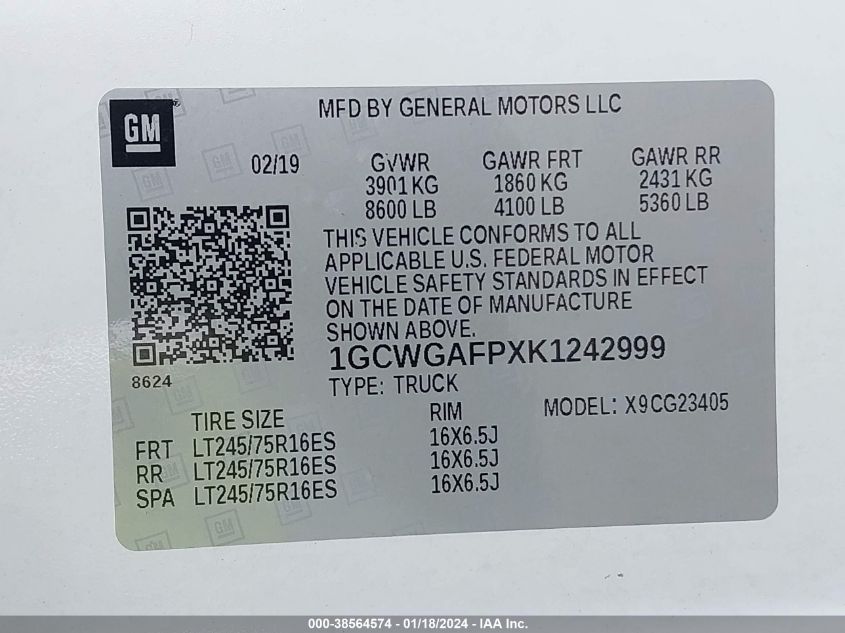 GM
MFD BY GENERAL MOTORS LLC
02/19
GVWR GAWR FRT GAWR RR
3901 KG 1860 KG 2431 KG
8600 LB 4100 LB 5360 LB
THIS VEHICLE CONFORMS TO ALL
APPLICABLE U.S. FEDERAL MOTOR
VEHICLE SAFETY STANDARDS IN EFFECT
ON THE DATE OF MANUFACTURE
SHOWN ABOVE.
1GCWGAFPXK1242999
8624
TYPE: TRUCK
MODEL: X9CG23405
TIRE SIZE RIM
FRT LT245/75R16ES 16X6.5J
RR LT245/75R16ES 16X6.5J
SPA LT245/75R16ES 16X6.5J
000-38564574 - 01/18/2024 - IAA Inc.